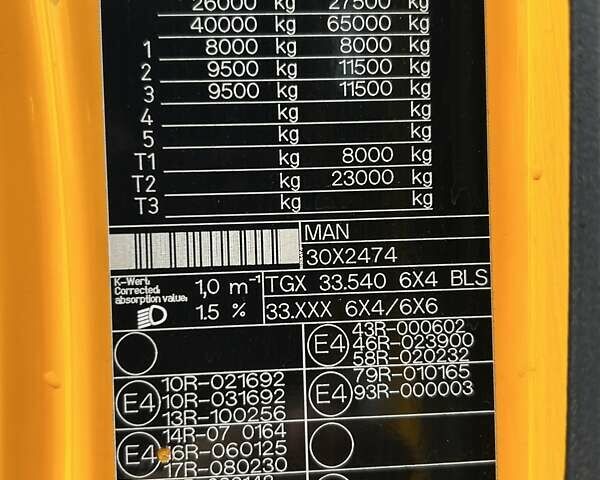 26000 kg 27500 kg
40000 kg 65000 kg
1 8000 kg 8000 kg
2 9500 kg 11500 kg
3 9500 kg 11500 kg
4 kg kg
5 kg kg
T1 kg 8000 kg
T2 kg 23000 kg
T3 kg kg
MAN
30X2474
K-Wert:
Corrected
absorption value:
1,0 m⁻¹
TGX 33.540 6X4 BLS
1.5 %
33.XXX 6X4/6X6
E4
43R-000602
46R-023900
58R-020232
E4
10R-021692
10R-031692
13R-100256
E4
79R-010165
93R-000003
E4
14R-07 0164
16R-060125
17R-080230